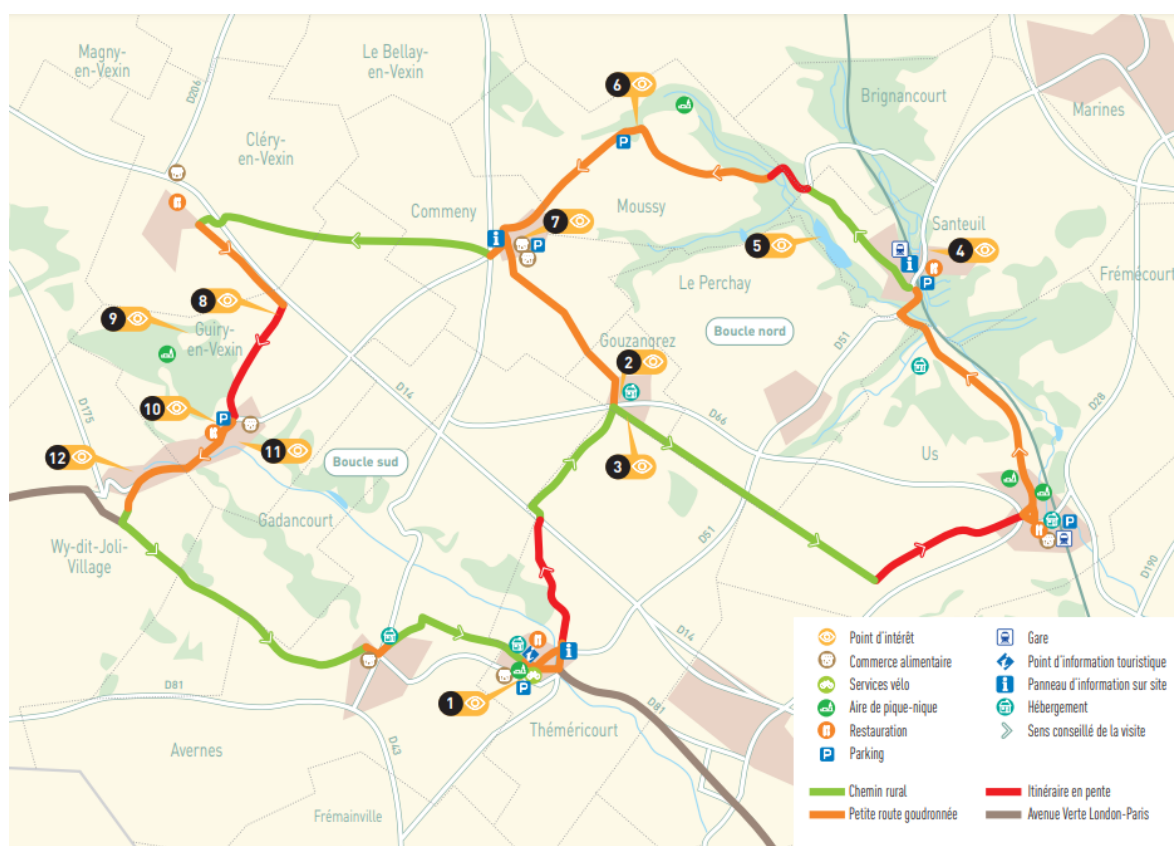 Magny-
en-Vexin
Le Bellay-
en-Vexin
D206
Cléry-
en-Vexin
6
Brignancourt
Marines
Commeny
7
Moussy
5
Santeuil
4
Le Perchay
Frémécourt
8
9
Guiry-
en-Vexin
Boucle nord
Gouzangrez
D51
2
D14
D175
10
D66
D28
11
12
Boucle sud
3
Us
Gadancourt
Wy-dit-Joli-
Village
D51
D190
D14
D81
1
D81
Théméricourt
Avernes
D43
Frémainville
Point d'intérêt
Commerce alimentaire
Services vélo
Aire de pique-nique
Restauration
Parking
Gare
Point d'information touristique
Panneau d'information sur site
Hébergement
Sens conseillé de la visite
Chemin rural
Petite route goudronnée
Itinéraire en pente
Avenue Verte London-Paris